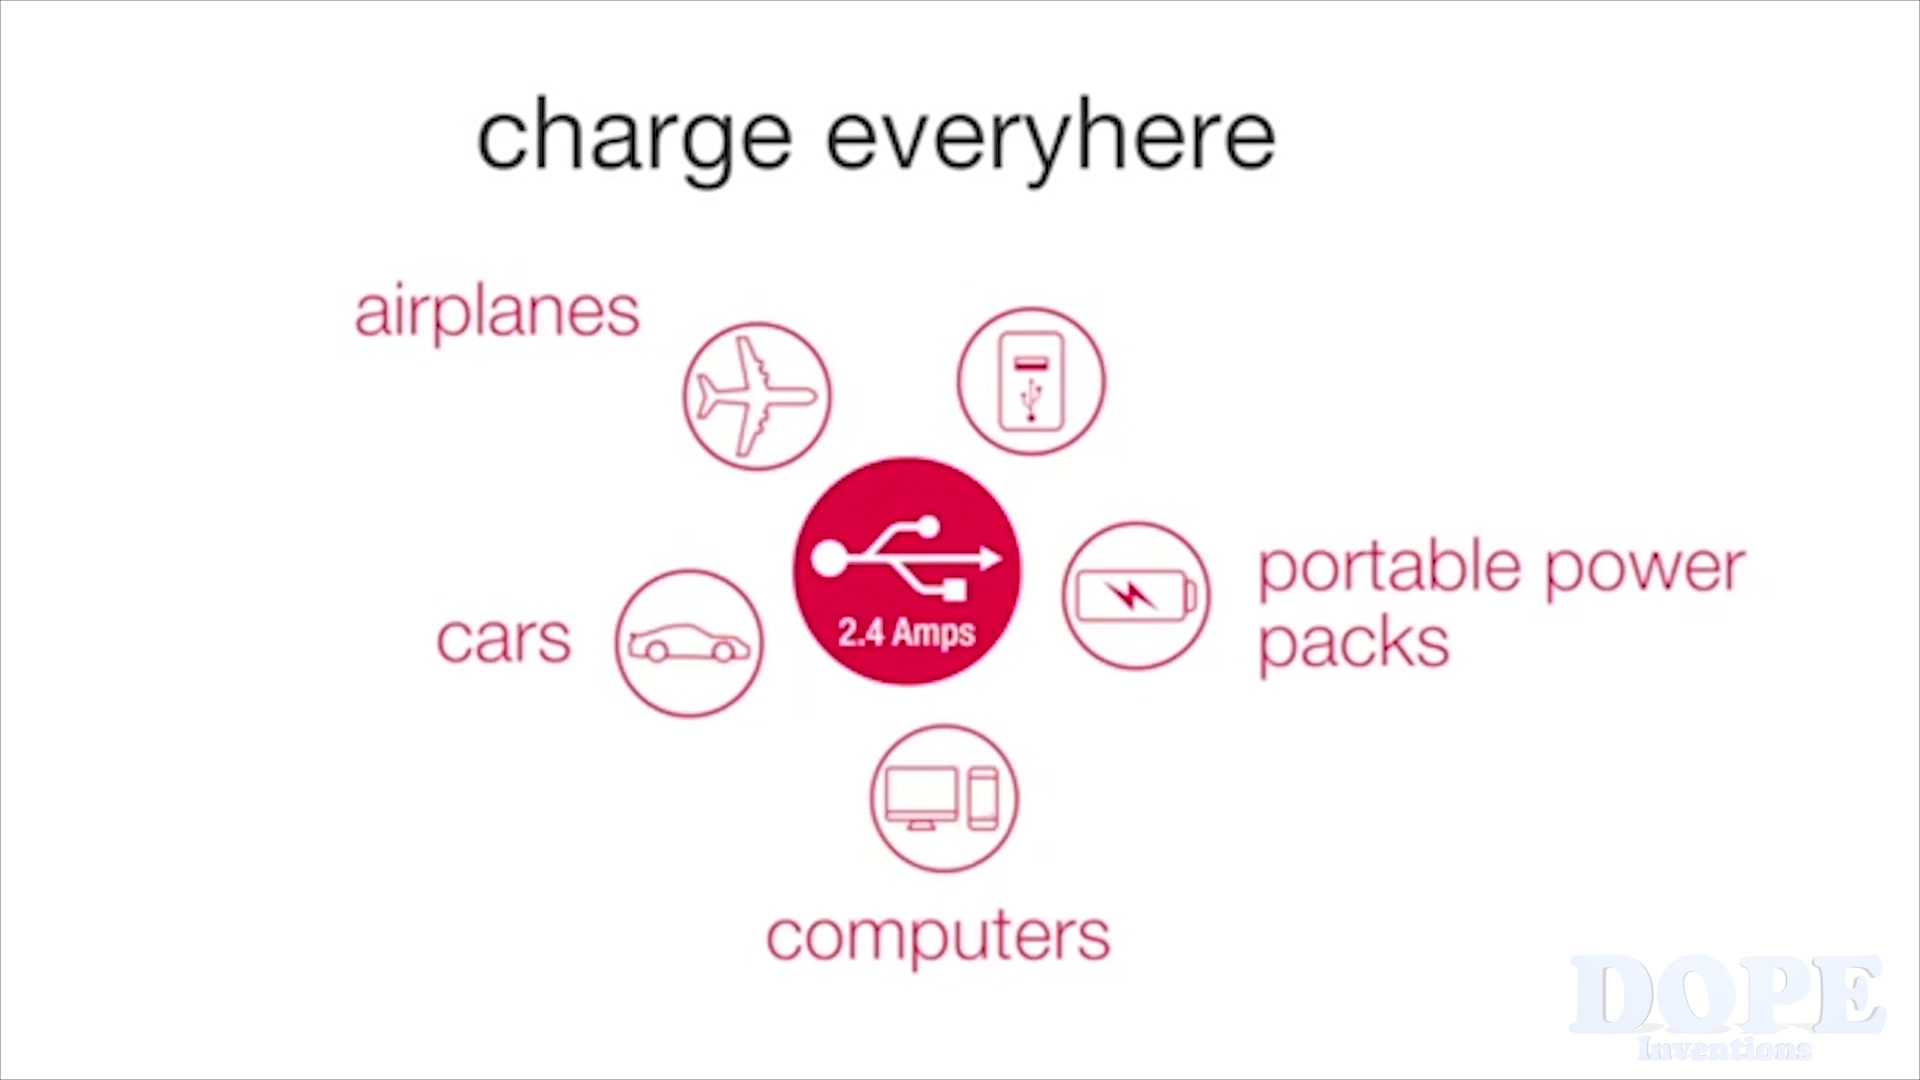 charge everyhere
airplanes
2.4 Amps
cars
portable power
packs
computers
DOPE
Inventions